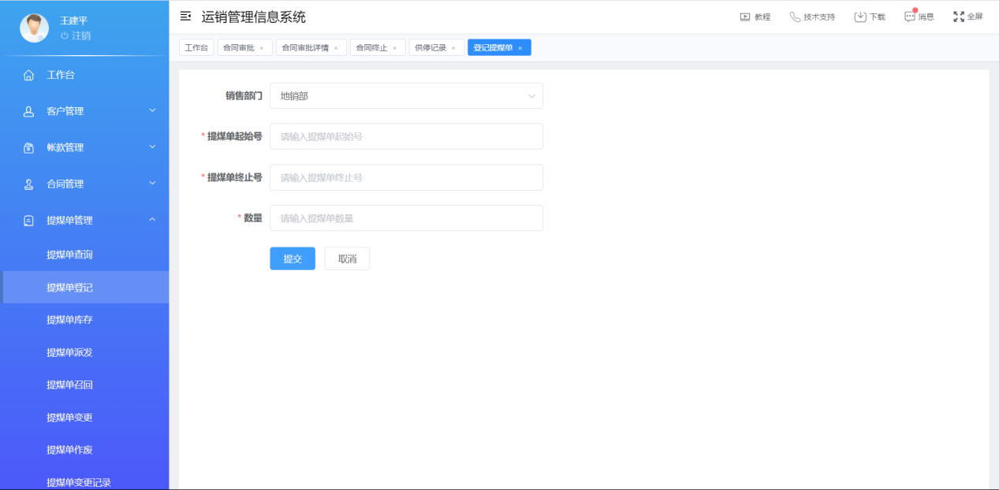 王建平
注销
工作台
客户管理
帐款管理
合同管理
提煤单管理
提煤单查询
提煤单登记
提煤单库存
提煤单派发
提煤单召回
提煤单变更
提煤单作废
提煤单变更记录
运销管理信息系统
教程 技术支持 下载 消息 全屏
工作台 合同审批 × 合同审批详情 × 合同终止 × 供停记录 × 登记提煤单 ×
销售部门 地销部
* 提煤单起始号 请输入提煤单起始号
* 提煤单终止号 请输入提煤单终止号
* 数量 请输入提煤单数量
提交 取消